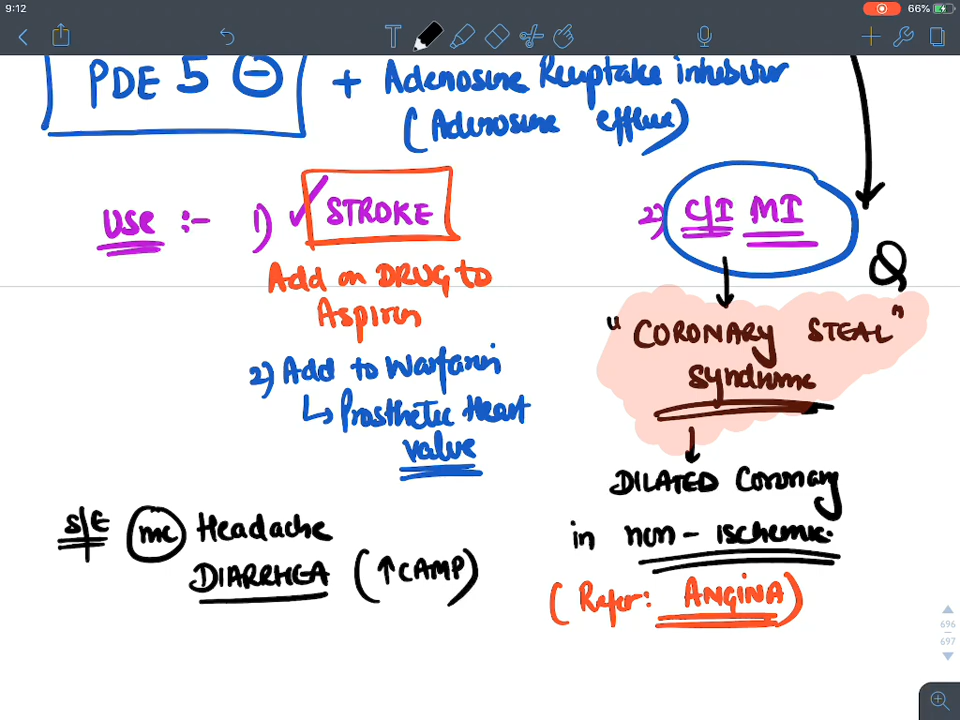 9:12
66%
T
PDE 5 ⊖ + Adenosine Reuptake inhibitor
(Adenosine efflux)
USE :- 1) ✓ STROKE
Add on DRUG to
Aspirin
2) Add to Warfarin
↳ Prosthetic Heart
valve
2) C/I MI
"CORONARY STEAL"
Syndrome
DILATED Coronary
in non-ischemic.
(Refer: ANGINA)
S/E mc Headache
DIARRHEA (↑CAMP)
696
697